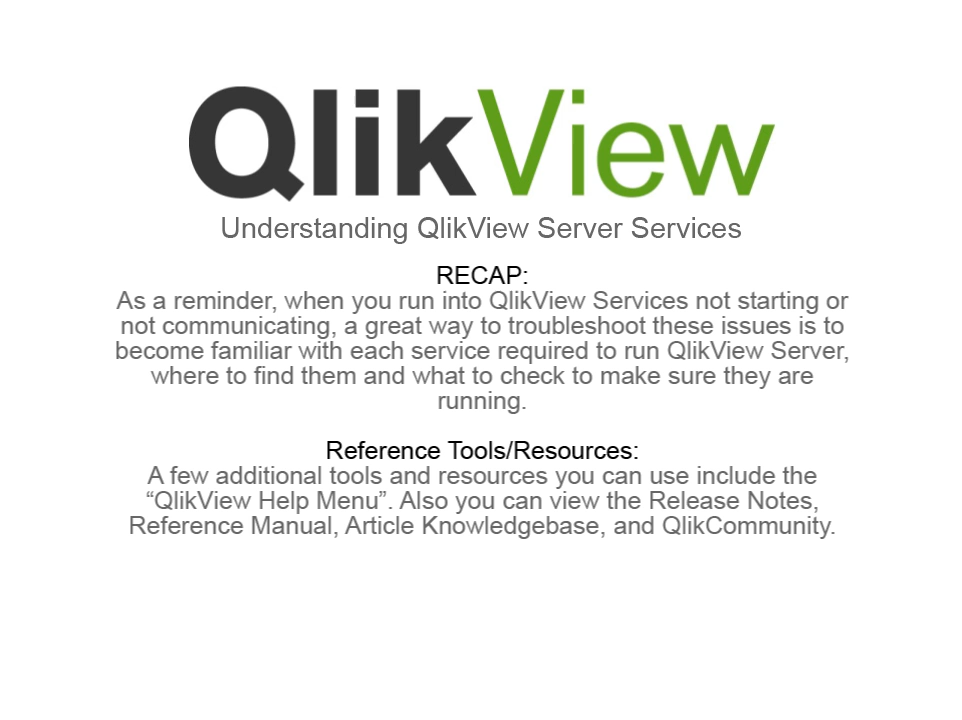 QlikView
Understanding QlikView Server Services
RECAP:
As a reminder, when you run into QlikView Services not starting or
not communicating, a great way to troubleshoot these issues is to
become familiar with each service required to run QlikView Server,
where to find them and what to check to make sure they are
running.
Reference Tools/Resources:
A few additional tools and resources you can use include the
“QlikView Help Menu”. Also you can view the Release Notes,
Reference Manual, Article Knowledgebase, and QlikCommunity.